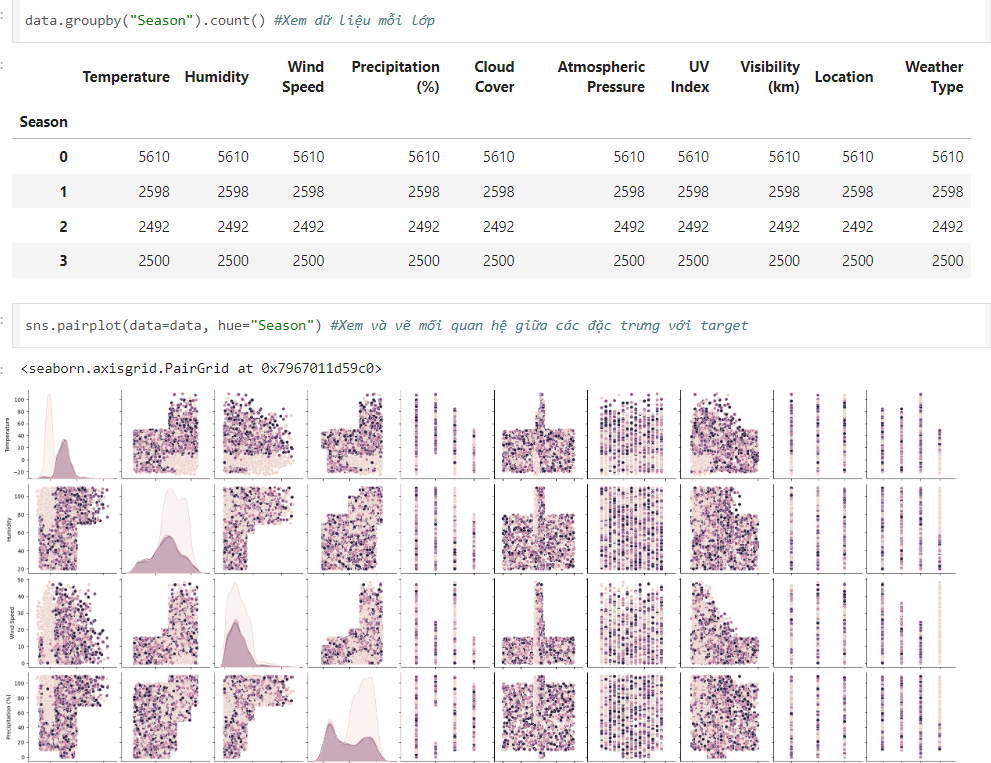 data.groupby("Season").count() #Xem dữ liệu mỗi lớp
Temperature Humidity Wind Speed Precipitation (%) Cloud Cover Atmospheric Pressure UV Index Visibility (km) Location Weather Type
Season
0 5610 5610 5610 5610 5610 5610 5610 5610 5610 5610
1 2598 2598 2598 2598 2598 2598 2598 2598 2598 2598
2 2492 2492 2492 2492 2492 2492 2492 2492 2492 2492
3 2500 2500 2500 2500 2500 2500 2500 2500 2500 2500
sns.pairplot(data=data, hue="Season") #Xem và vẽ mối quan hệ giữa các đặc trưng với target
<seaborn.axisgrid.PairGrid at 0x7967011d59c0>
Temperature
100
80
60
40
20
0
−20
Humidity
100
80
60
40
20
Wind Speed
50
40
30
20
10
0
Precipitation (%)
100
80
60
40
20
0